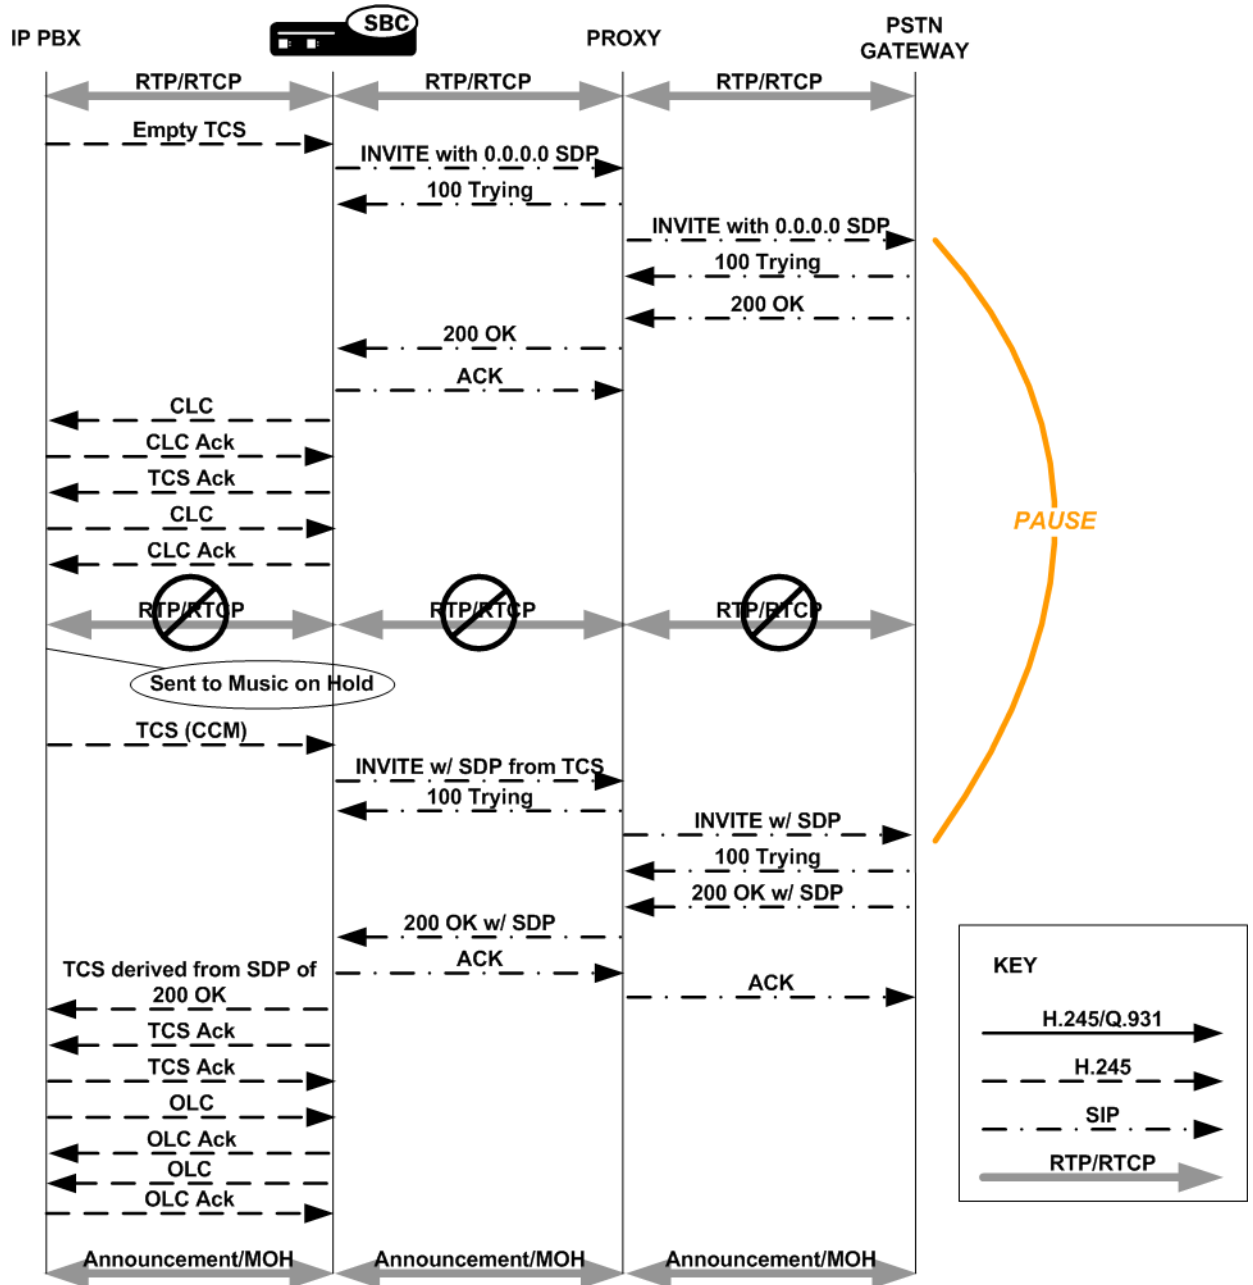 IP PBX
SBC
PROXY
PSTN
GATEWAY
RTP/RTCP
RTP/RTCP
RTP/RTCP
Empty TCS
INVITE with 0.0.0.0 SDP
100 Trying
INVITE with 0.0.0.0 SDP
100 Trying
200 OK
200 OK
ACK
CLC
CLC Ack
TCS Ack
CLC
CLC Ack
PAUSE
RTP/RTCP
RTP/RTCP
RTP/RTCP
Sent to Music on Hold
TCS (CCM)
INVITE w/ SDP from TCS
100 Trying
INVITE w/ SDP
100 Trying
200 OK w/ SDP
200 OK w/ SDP
ACK
ACK
TCS derived from SDP of
200 OK
TCS Ack
TCS Ack
OLC
OLC Ack
OLC
OLC Ack
Announcement/MOH
Announcement/MOH
Announcement/MOH
KEY
H.245/Q.931
H.245
SIP
RTP/RTCP